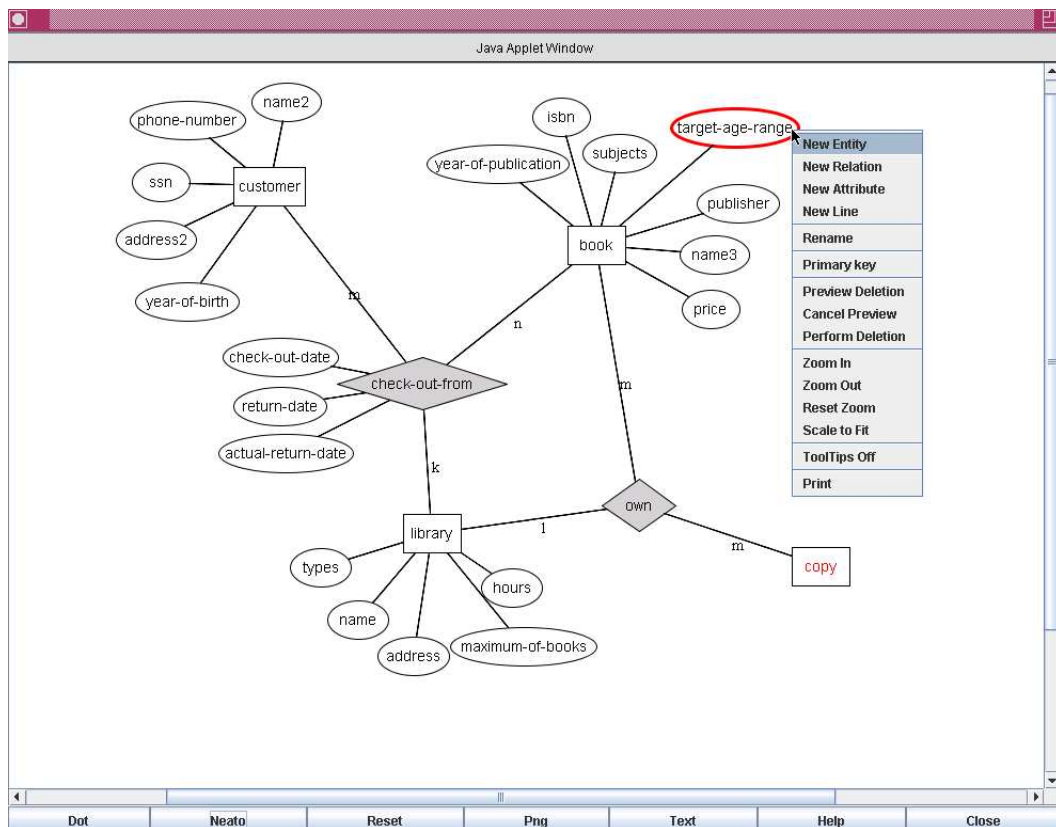 Java Applet Window
name2
phone-number
ssn
customer
address2
year-of-birth
isbn
target-age-range
subjects
year-of-publication
publisher
book
name3
price
New Entity
New Relation
New Attribute
New Line
Rename
Primary key
Preview Deletion
Cancel Preview
Perform Deletion
Zoom In
Zoom Out
Reset Zoom
Scale to Fit
ToolTips Off
Print
m
n
check-out-date
check-out-from
return-date
actual-return-date
m
k
own
library
l
m
copy
types
hours
name
maximum-of-books
address
Dot Neato Reset Png Text Help Close